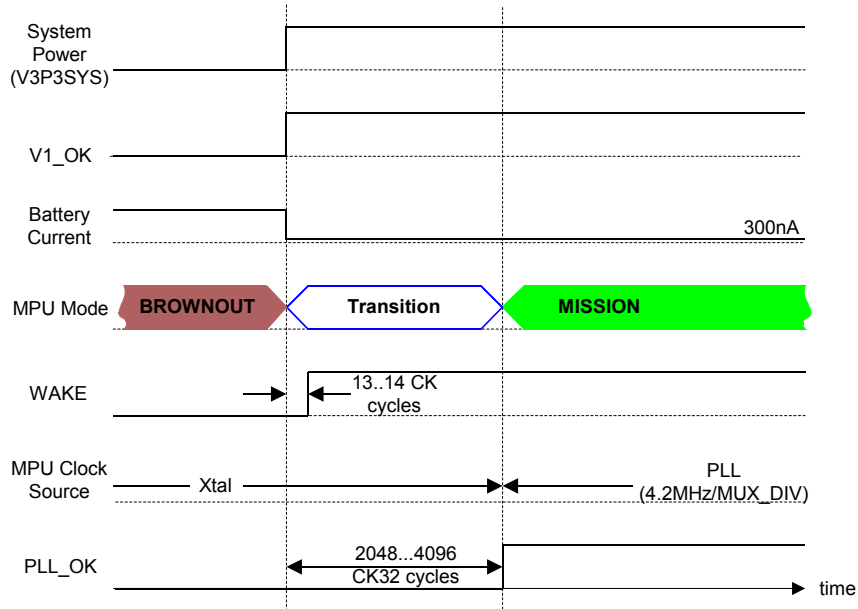 System
Power
(V3P3SYS)
V1_OK
Battery
Current
300nA
MPU Mode
BROWNOUT
Transition
MISSION
WAKE
13..14 CK
cycles
MPU Clock
Source
Xtal
PLL
(4.2MHz/MUX_DIV)
PLL_OK
2048...4096
CK32 cycles
time